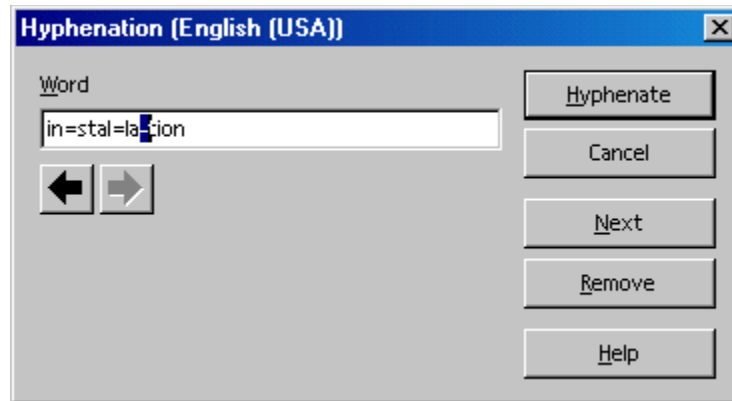 Hyphenation (English (USA))
Word
in=stal=la-tion
Hyphenate
Cancel
Next
Remove
Help